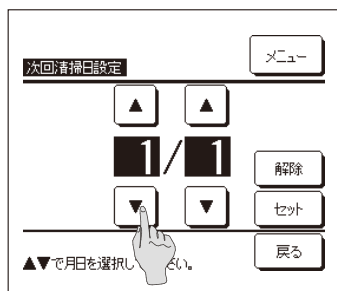 メニュー
次回清掃日設定
▲ ▲
1/1
▼ ▼
解除
セット
戻る
▲▼で月日を選択し さい。